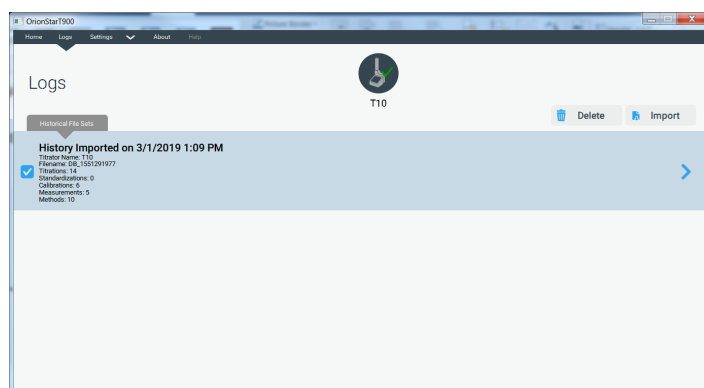 OrionStarT900
Home Logs Settings About Help
Logs
T10
Delete Import
Historical File Sets
History Imported on 3/1/2019 1:09 PM
Titrator Name: T10
Filename: DB_1551291977
Titrations: 14
Standardizations: 0
Calibrations: 6
Measurements: 5
Methods: 10